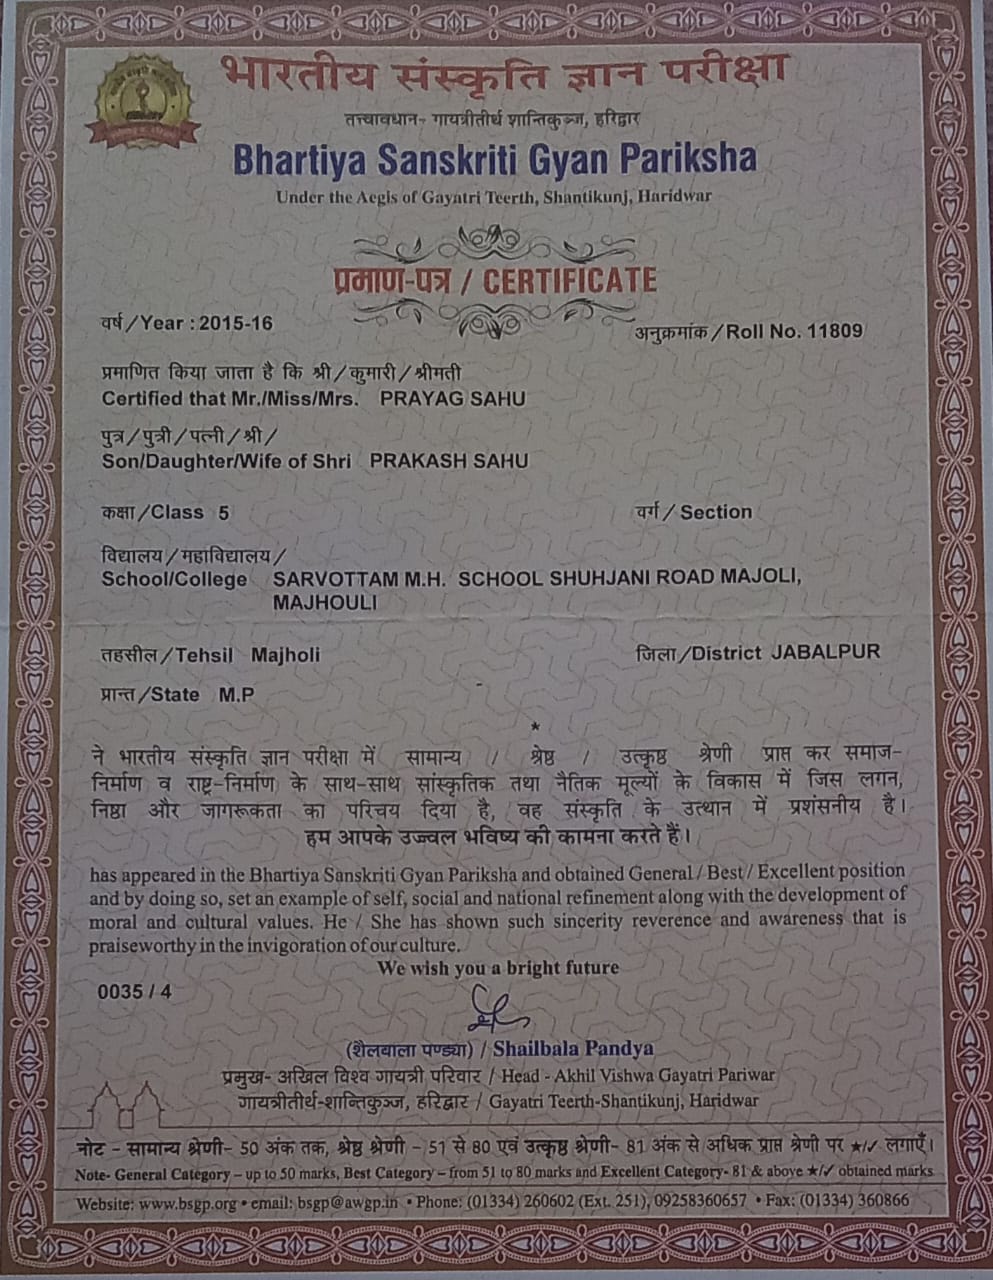 भारतीय संस्कृति ज्ञान परीक्षा
तत्त्वावधान- गायत्रीतीर्थ शान्तिकुञ्ज, हरिद्वार
Bhartiya Sanskriti Gyan Pariksha
Under the Aegis of Gayatri Teerth, Shantikunj, Haridwar
प्रमाण-पत्र / CERTIFICATE
वर्ष/Year : 2015-16
अनुक्रमांक/Roll No. 11809
प्रमाणित किया जाता है कि श्री/कुमारी/श्रीमती
Certified that Mr./Miss/Mrs. PRAYAG SAHU
पुत्र/पुत्री/पत्नी/श्री/
Son/Daughter/Wife of Shri PRAKASH SAHU
कक्षा/Class 5
वर्ग/Section
विद्यालय/महाविद्यालय/
School/College SARVOTTAM M.H. SCHOOL SHUHJANI ROAD MAJOLI,
MAJHOULI
तहसील/Tehsil Majholi
जिला/District JABALPUR
प्रान्त/State M.P
*
ने भारतीय संस्कृति ज्ञान परीक्षा में सामान्य / श्रेष्ठ / उत्कृष्ठ श्रेणी प्राप्त कर समाज-
निर्माण व राष्ट्र-निर्माण के साथ-साथ सांस्कृतिक तथा नैतिक मूल्यों के विकास में जिस लगन,
निष्ठा और जागरूकता का परिचय दिया है, वह संस्कृति के उत्थान में प्रशंसनीय है।
हम आपके उज्ज्वल भविष्य की कामना करते हैं।
has appeared in the Bhartiya Sanskriti Gyan Pariksha and obtained General / Best / Excellent position
and by doing so, set an example of self, social and national refinement along with the development of
moral and cultural values. He / She has shown such sincerity reverence and awareness that is
praiseworthy in the invigoration of our culture.
We wish you a bright future
0035 / 4
(शैलबाला पण्ड्या) / Shailbala Pandya
प्रमुख- अखिल विश्व गायत्री परिवार / Head - Akhil Vishwa Gayatri Pariwar
गायत्रीतीर्थ-शान्तिकुञ्ज, हरिद्वार / Gayatri Teerth-Shantikunj, Haridwar
नोट - सामान्य श्रेणी- 50 अंक तक, श्रेष्ठ श्रेणी - 51 से 80 एवं उत्कृष्ठ श्रेणी- 81 अंक से अधिक प्राप्त श्रेणी पर ★/✓ लगाएँ।
Note- General Category – up to 50 marks, Best Category – from 51 to 80 marks and Excellent Category- 81 & above ★/✓ obtained marks
Website: www.bsgp.org • email: bsgp@awgp.in • Phone: (01334) 260602 (Ext. 251), 09258360657 • Fax: (01334) 360866